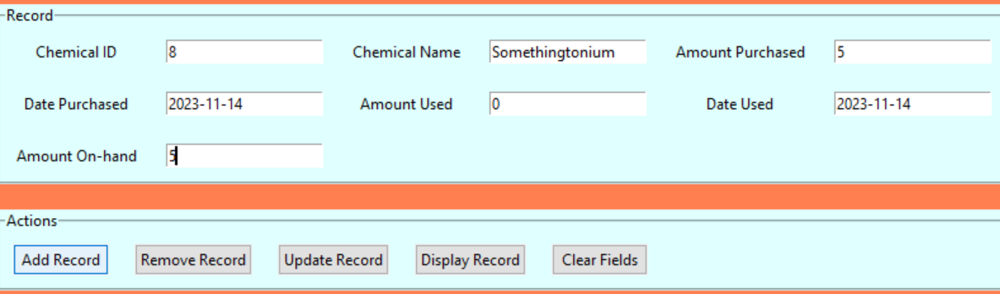 Record
Chemical ID 8 Chemical Name Somethingtonium Amount Purchased 5
Date Purchased 2023-11-14 Amount Used 0 Date Used 2023-11-14
Amount On-hand 5
Actions
Add Record Remove Record Update Record Display Record Clear Fields